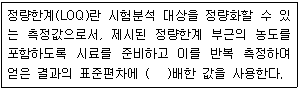 정량한계(LOQ)란 시험분석 대상을 정량화할 수 있
는 측정값으로서, 제시된 정량한계 부근의 농도를
포함하도록 시료를 준비하고 이를 반복 측정하여
얻은 결과의 표준편차에 (   )배한 값을 사용한다.